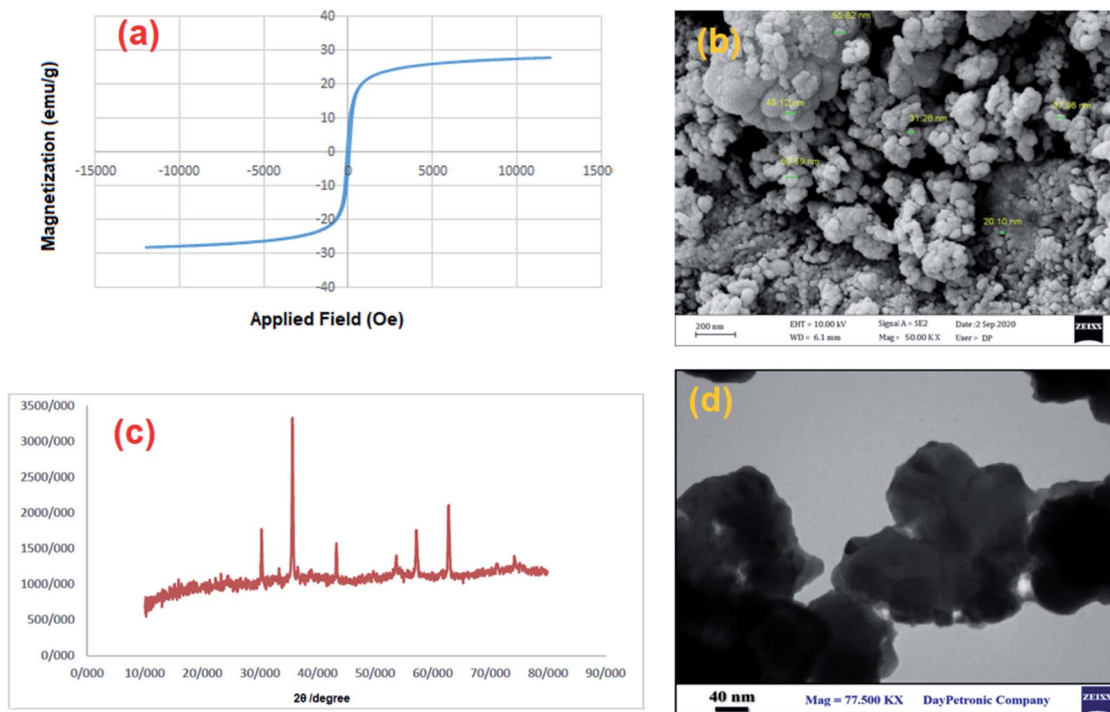 (a)
40
30
20
10
0
-10
-20
-30
-40
-15000 -10000 -5000 0 5000 10000 1500
Magnetization (emu/g)
Applied Field (Oe)
(b)
49.12 nm
31.26 nm
20.10 nm
200 nm
EHT = 10.00 kV Signal A = SE2 Date :2 Sep 2020
WD = 6.1 mm Mag = 50.00 KX User = DP
ZEISS
(c)
3500/000
3000/000
2500/000
2000/000
1500/000
1000/000
500/000
0/000
0/000 10/000 20/000 30/000 40/000 50/000 60/000 70/000 80/000 90/000
2θ /degree
(d)
40 nm
Mag = 77.500 KX DayPetronic Company
ZEISS